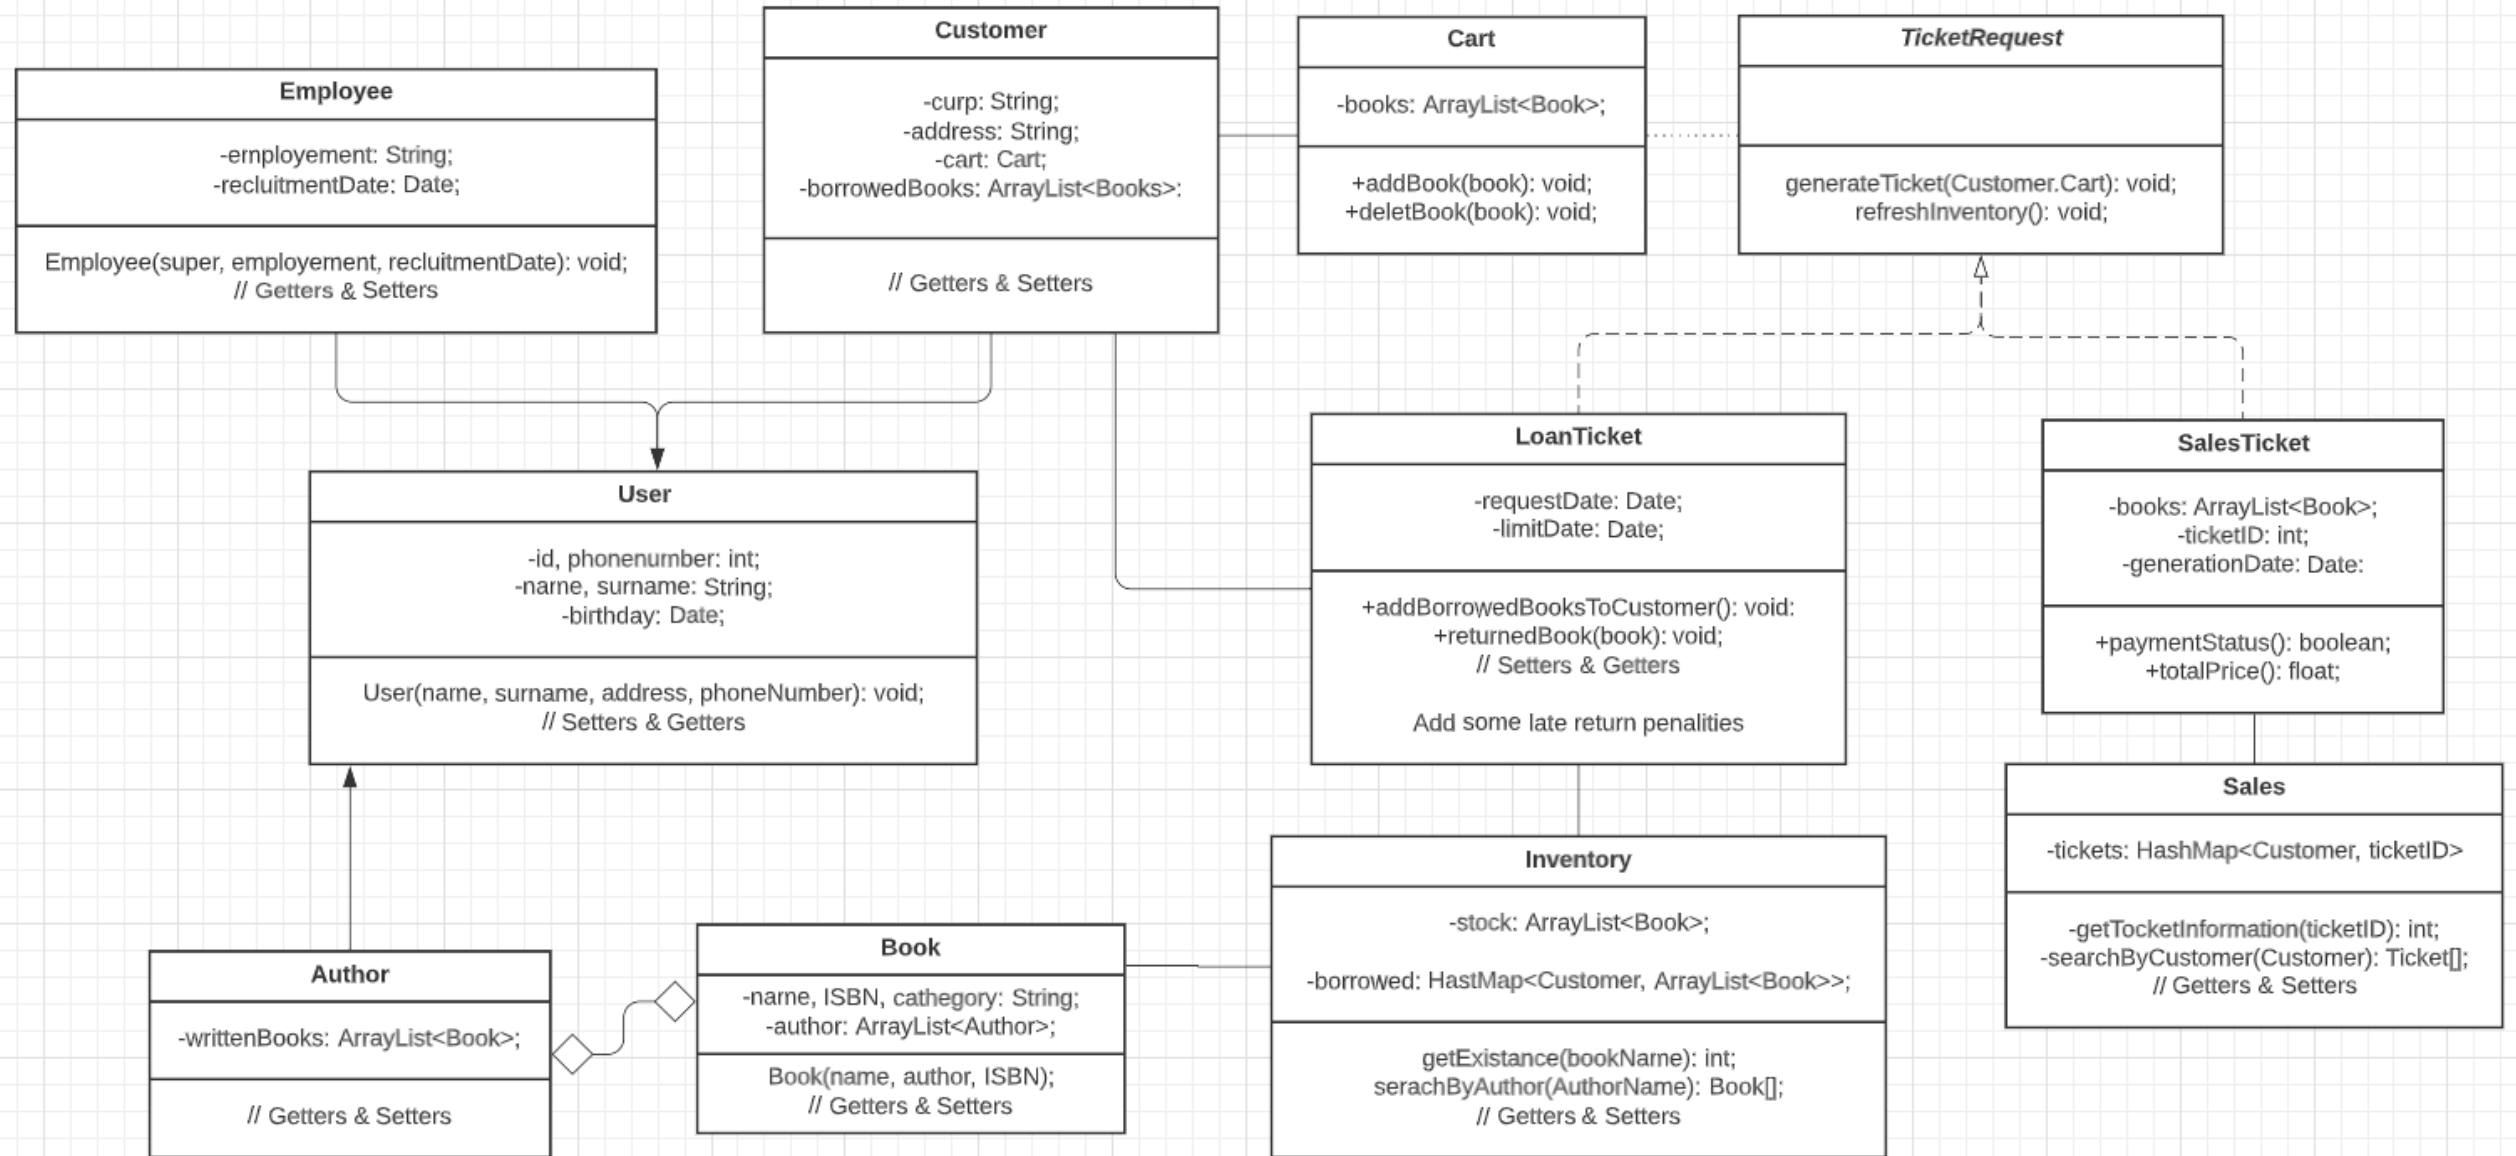 Employee
-ernployement: String;
-recluitmentDate: Date;
Employee(super, employement, recluitmentDate): void;
// Getters & Setters
Customer
-curp: String;
-address: String;
-cart: Cart;
-borrowedBooks: ArrayList<Books>:
// Getters & Setters
Cart
-books: ArrayList<Book>;
+addBook(book): void;
+deletBook(book): void;
TicketRequest
generateTicket(Customer.Cart): void;
refreshInventory(): void;
User
-id, phonenurnber: int;
-narne, surname: String;
-birthday: Date;
User(name, surname, address, phoneNumber): void;
// Setters & Getters
LoanTicket
-requestDate: Date;
-limitDate: Date;
+addBorrowedBooksToCustomer(): void:
+returnedBook(book): void;
// Setters & Getters
Add some late return penalities
SalesTicket
-books: ArrayList<Book>;
-ticketID: int;
-generationDate: Date:
+paymentStatus(): boolean;
+totalPrice(): float;
Sales
-tickets: HashMap<Customer, ticketID>
-getTocketInformation(ticketID): int;
-searchByCustomer(Customer): Ticket[];
// Getters & Setters
Author
-writtenBooks: ArrayList<Book>;
// Getters & Setters
Book
-narne, ISBN, cathegory: String;
-author: ArrayList<Author>;
Book(name, author, ISBN);
// Getters & Setters
Inventory
-stock: ArrayList<Book>;
-borrowed: HastMap<Customer, ArrayList<Book>>;
getExistance(bookName): int;
serachByAuthor(AuthorName): Book[];
// Getters & Setters